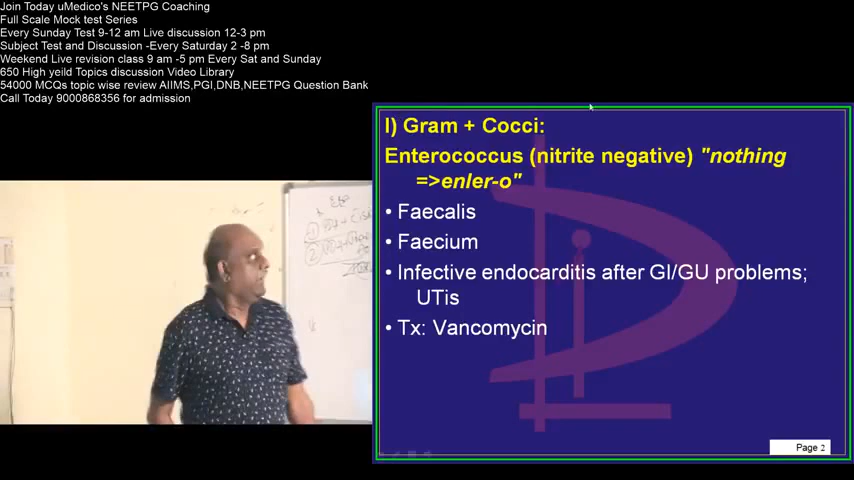 Join Today uMedico's NEETPG Coaching
Full Scale Mock test Series
Every Sunday Test 9-12 am Live discussion 12-3 pm
Subject Test and Discussion -Every Saturday 2 -8 pm
Weekend Live revision class 9 am -5 pm Every Sat and Sunday
650 High yeild Topics discussion Video Library
54000 MCQs topic wise review AIIMS,PGI,DNB,NEETPG Question Bank
Call Today 9000868356 for admission
I) Gram + Cocci:
Enterococcus (nitrite negative) "nothing
=>enler-o"
• Faecalis
• Faecium
• Infective endocarditis after GI/GU problems;
UTis
• Tx: Vancomycin
Page 2